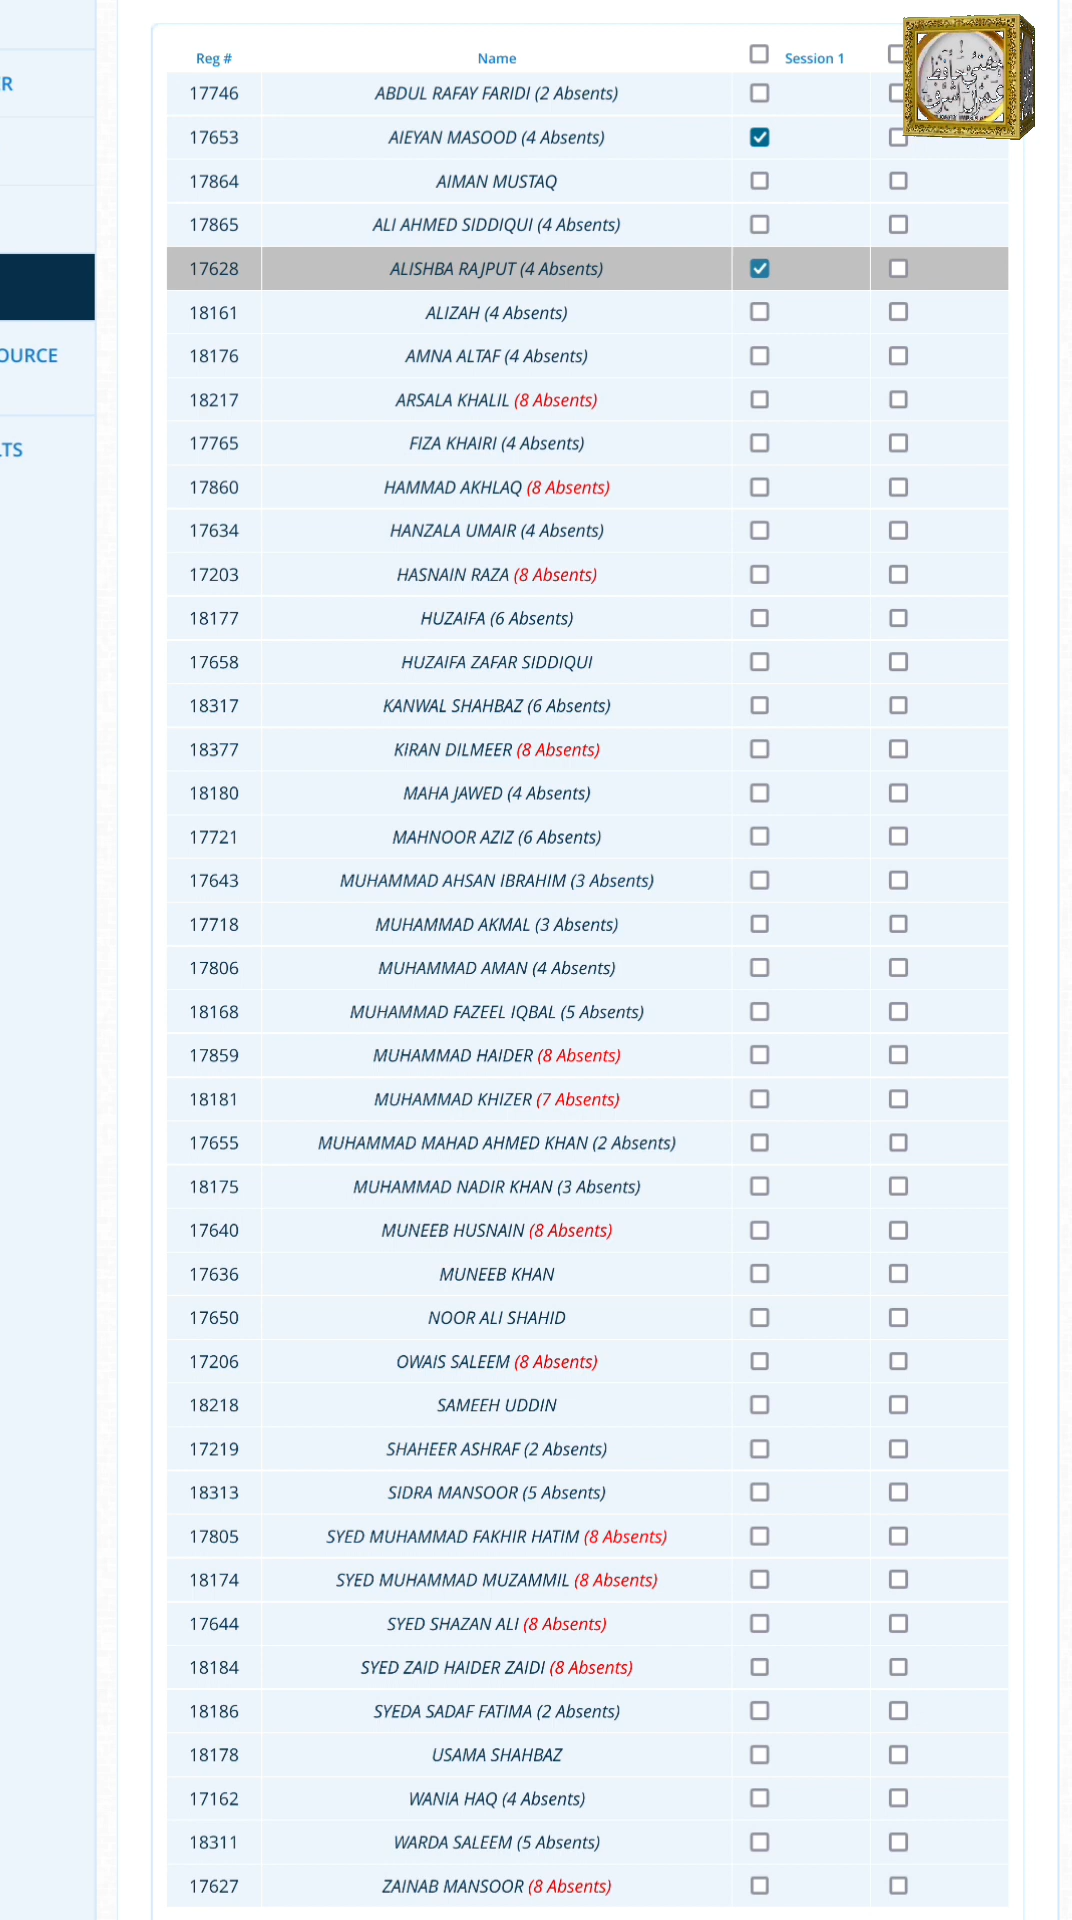 Reg # Name Session 1
17746 ABDUL RAFAY FARIDI (2 Absents)
ER
17653 AIEYAN MASOOD (4 Absents)
17864 AIMAN MUSTAQ
17865 ALI AHMED SIDDIQUI (4 Absents)
17628 ALISHBA RAJPUT (4 Absents)
18161 ALIZAH (4 Absents)
OURCE
18176 AMNA ALTAF (4 Absents)
18217 ARSALA KHALIL (8 Absents)
17765 FIZA KHAIRI (4 Absents)
LTS
17860 HAMMAD AKHLAQ (8 Absents)
17634 HANZALA UMAIR (4 Absents)
17203 HASNAIN RAZA (8 Absents)
18177 HUZAIFA (6 Absents)
17658 HUZAIFA ZAFAR SIDDIQUI
18317 KANWAL SHAHBAZ (6 Absents)
18377 KIRAN DILMEER (8 Absents)
18180 MAHA JAWED (4 Absents)
17721 MAHNOOR AZIZ (6 Absents)
17643 MUHAMMAD AHSAN IBRAHIM (3 Absents)
17718 MUHAMMAD AKMAL (3 Absents)
17806 MUHAMMAD AMAN (4 Absents)
18168 MUHAMMAD FAZEEL IQBAL (5 Absents)
17859 MUHAMMAD HAIDER (8 Absents)
18181 MUHAMMAD KHIZER (7 Absents)
17655 MUHAMMAD MAHAD AHMED KHAN (2 Absents)
18175 MUHAMMAD NADIR KHAN (3 Absents)
17640 MUNEEB HUSNAIN (8 Absents)
17636 MUNEEB KHAN
17650 NOOR ALI SHAHID
17206 OWAIS SALEEM (8 Absents)
18218 SAMEEH UDDIN
17219 SHAHEER ASHRAF (2 Absents)
18313 SIDRA MANSOOR (5 Absents)
17805 SYED MUHAMMAD FAKHIR HATIM (8 Absents)
18174 SYED MUHAMMAD MUZAMMIL (8 Absents)
17644 SYED SHAZAN ALI (8 Absents)
18184 SYED ZAID HAIDER ZAIDI (8 Absents)
18186 SYEDA SADAF FATIMA (2 Absents)
18178 USAMA SHAHBAZ
17162 WANIA HAQ (4 Absents)
18311 WARDA SALEEM (5 Absents)
17627 ZAINAB MANSOOR (8 Absents)